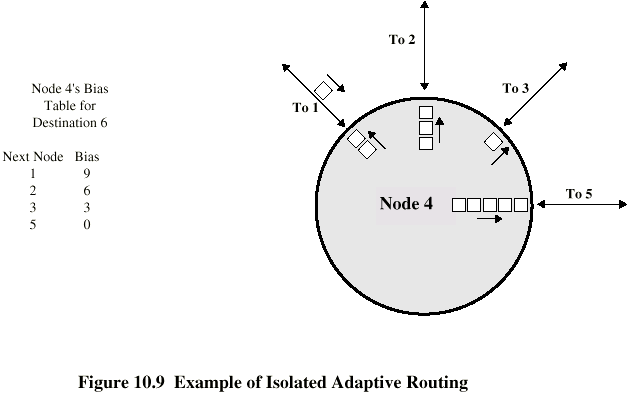 Node 4's Bias
Table for
Destination 6
Next Node Bias
1 9
2 6
3 3
5 0
To 1
To 2
To 3
To 5
Node 4
Figure 10.9 Example of Isolated Adaptive Routing